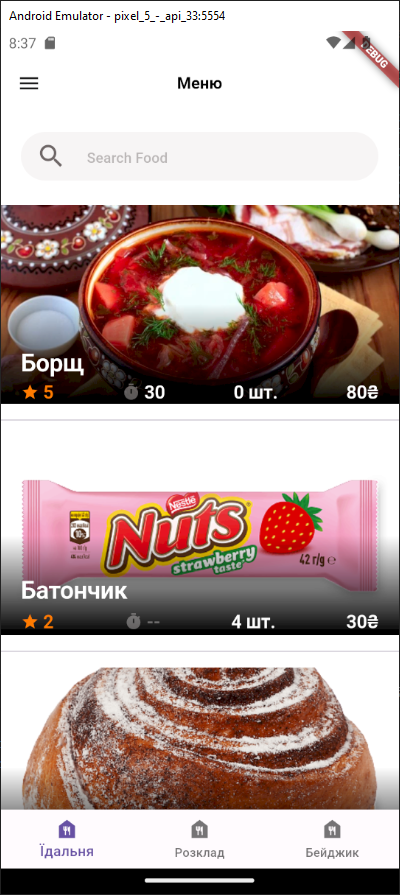 Android Emulator - pixel_5_-_api_33:5554
8:37
DEBUG
Меню
Search Food
Борщ
5 30 0 шт. 80₴
Nestlé
Nuts
strawberry
taste
42 г/g e
Батончик
2 -- 4 шт. 30₴
Їдальня Розклад Бейджик